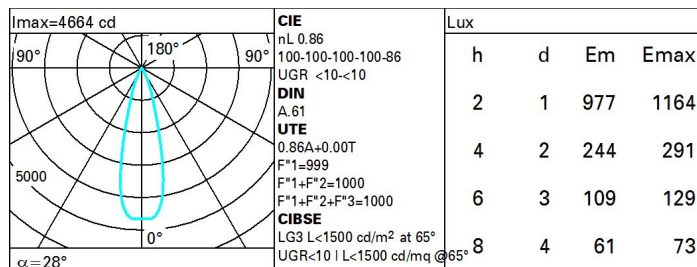 Imax=4664 cd
90° 180° 90°
5000
0°
α=28°
CIE
nL 0.86
100-100-100-100-86
UGR <10-<10
DIN
A.61
UTE
0.86A+0.00T
F"1=999
F"1+F"2=1000
F"1+F"2+F"3=1000
CIBSE
LG3 L<1500 cd/m² at 65°
UGR<10 | L<1500 cd/mq @65°
Lux
h d Em Emax
2 1 977 1164
4 2 244 291
6 3 109 129
8 4 61 73